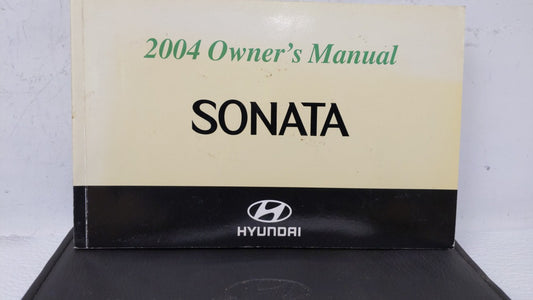 2004 Owner's Manual
SONATA
HYUNDAI